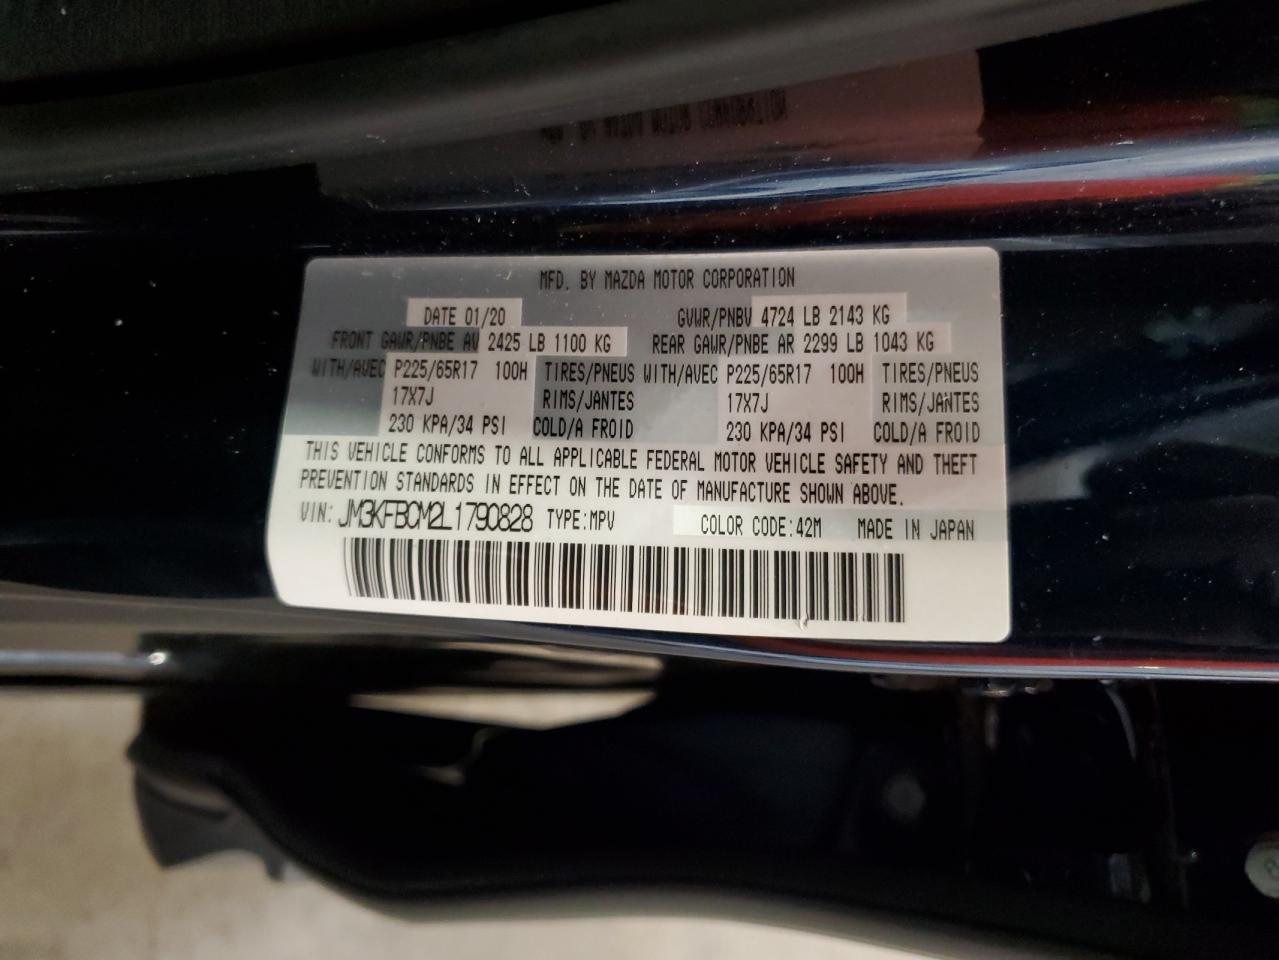 MFD. BY MAZDA MOTOR CORPORATION
DATE 01/20 GVWR/PNBV 4724 LB 2143 KG
FRONT GAWR/PNBE AV 2425 LB 1100 KG REAR GAWR/PNBE AR 2299 LB 1043 KG
WITH/AVEC P225/65R17 100H TIRES/PNEUS WITH/AVEC P225/65R17 100H TIRES/PNEUS
17X7J RIMS/JANTES 17X7J RIMS/JANTES
230 KPA/34 PSI COLD/A FROID 230 KPA/34 PSI COLD/A FROID
THIS VEHICLE CONFORMS TO ALL APPLICABLE FEDERAL MOTOR VEHICLE SAFETY AND THEFT
PREVENTION STANDARDS IN EFFECT ON THE DATE OF MANUFACTURE SHOWN ABOVE.
VIN: JM3KFBCM2L1790828 TYPE:MPV COLOR CODE:42M MADE IN JAPAN